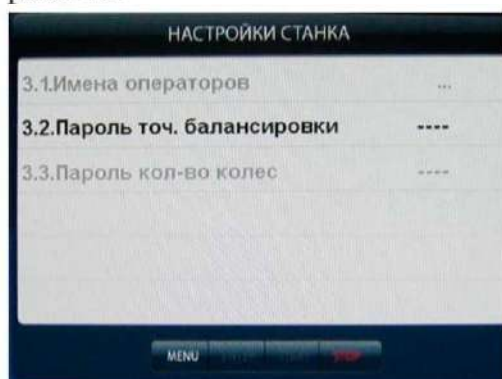 НАСТРОЙКИ СТАНКА
3.1.Имена операторов ...
3.2.Пароль точ. балансировки ----
3.3.Пароль кол-во колес ----
MENU STOP